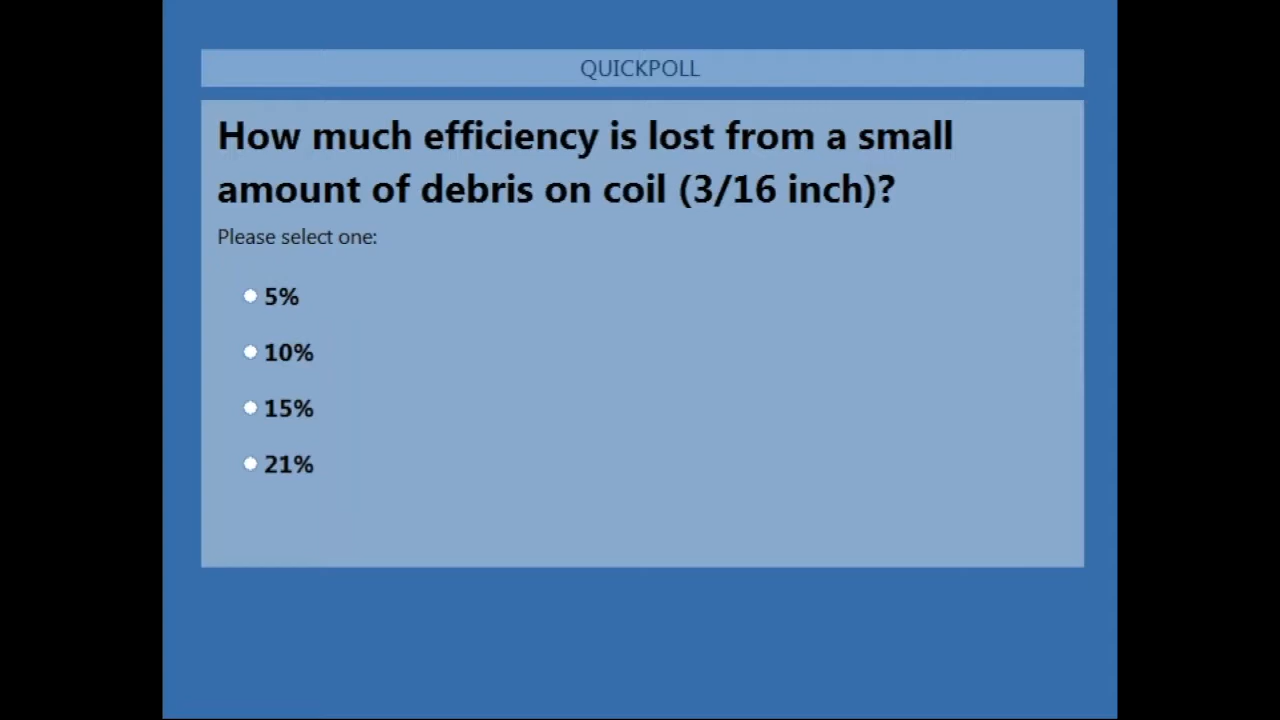 QUICKPOLL
How much efficiency is lost from a small
amount of debris on coil (3/16 inch)?
Please select one:
5%
10%
15%
21%